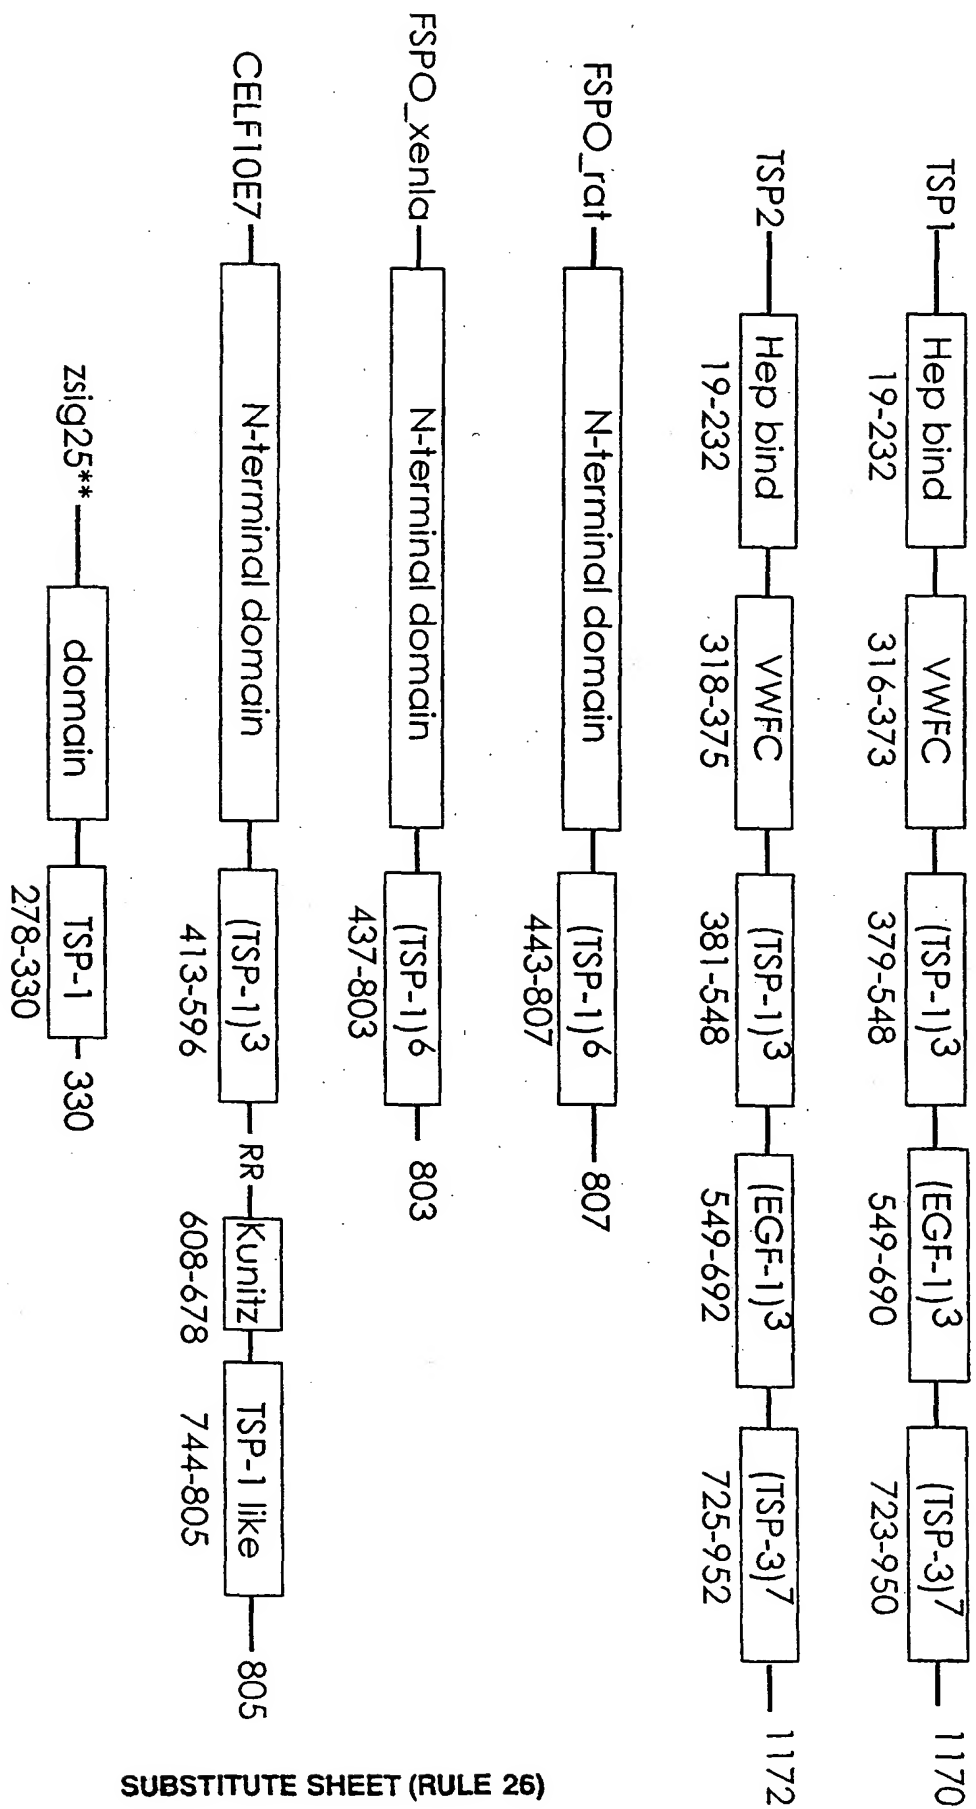 TSP1 Hep bind VWFC (TSP-1)3 (EGF-1)3 (TSP-3)7 1170
19-232 316-373 379-548 549-690 723-950
TSP2 Hep bind VWFC (TSP-1)3 (EGF-1)3 (TSP-3)7 1172
19-232 318-375 381-548 549-692 725-952
FSPO_rat N-terminal domain (TSP-1)6 807
443-807
FSPO_xenla N-terminal domain (TSP-1)6 803
437-803
CELF10E7 N-terminal domain (TSP-1)3 RR Kunitz TSP-1 like 805
413-596 608-678 744-805
zsig25** domain TSP-1 330
278-330
SUBSTITUTE SHEET (RULE 26)